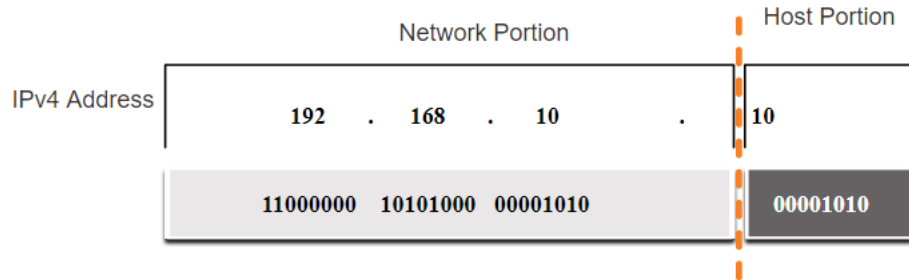 Host Portion
Network Portion
IPv4 Address
192 . 168 . 10 . 10
11000000 10101000 00001010 00001010